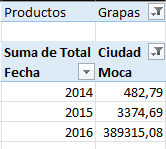 Productos Grapas
Suma de Total Ciudad
Fecha Moca
2014 482,79
2015 3374,69
2016 389315,08